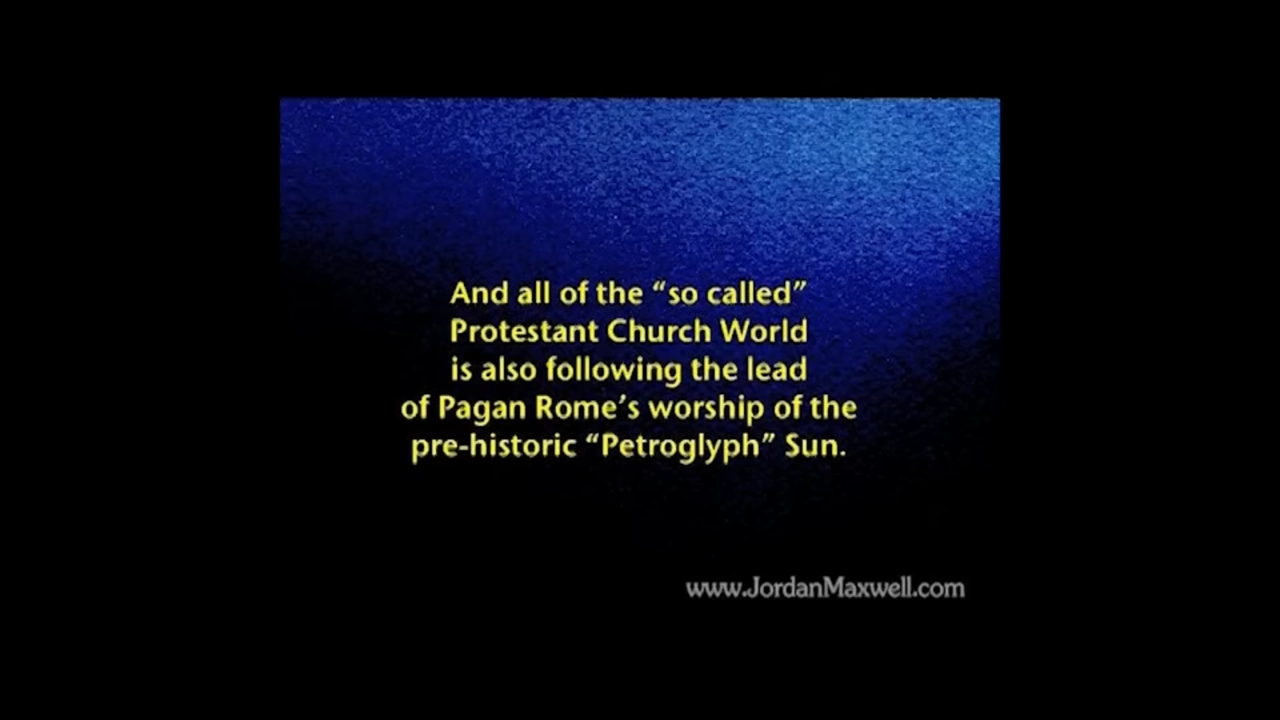 And all of the “so called”
Protestant Church World
is also following the lead
of Pagan Rome’s worship of the
pre-historic “Petroglyph” Sun.
www.JordanMaxwell.com